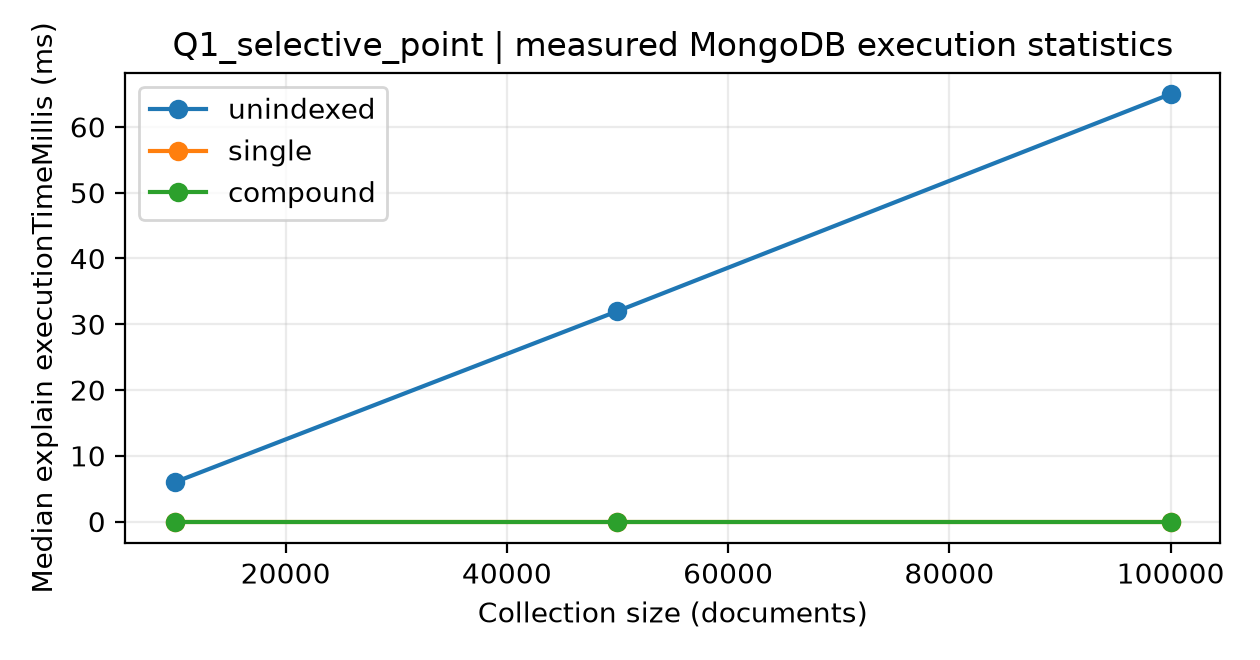 Q1_selective_point | measured MongoDB execution statistics
Median explain executionTimeMillis (ms)
unindexed
single
compound
60
50
40
30
20
10
0
20000 40000 60000 80000 100000
Collection size (documents)